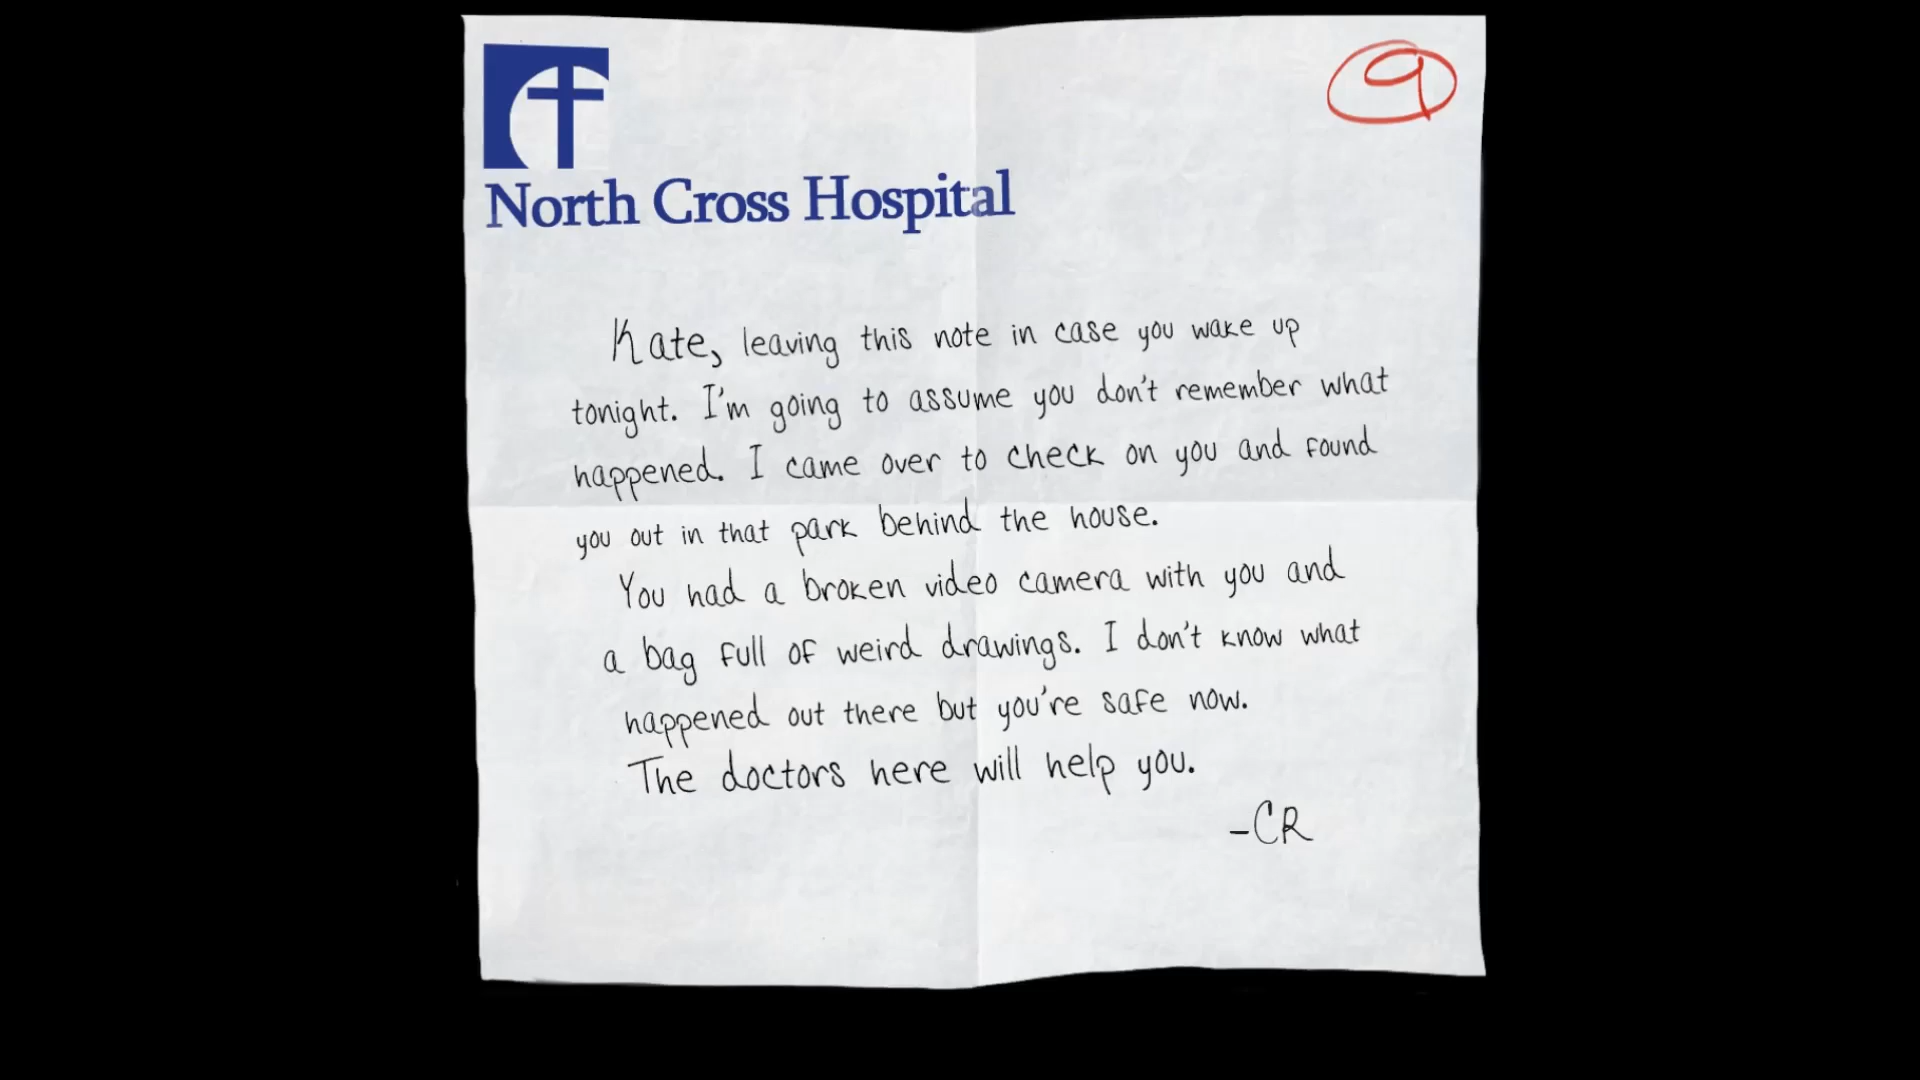 9
North Cross Hospital
Kate, leaving this note in case you wake up
tonight. I'm going to assume you don't remember what
happened. I came over to check on you and found
you out in that park behind the house.
You had a broken video camera with you and
a bag full of weird drawings. I don't know what
happened out there but you're safe now.
The doctors here will help you.
-CR